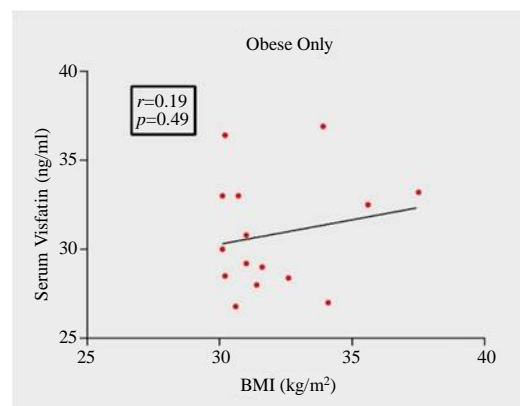 Obese Only
r=0.19
p=0.49
Serum Visfatin (ng/ml)
40
35
30
25
25 30 35 40
BMI (kg/m²)